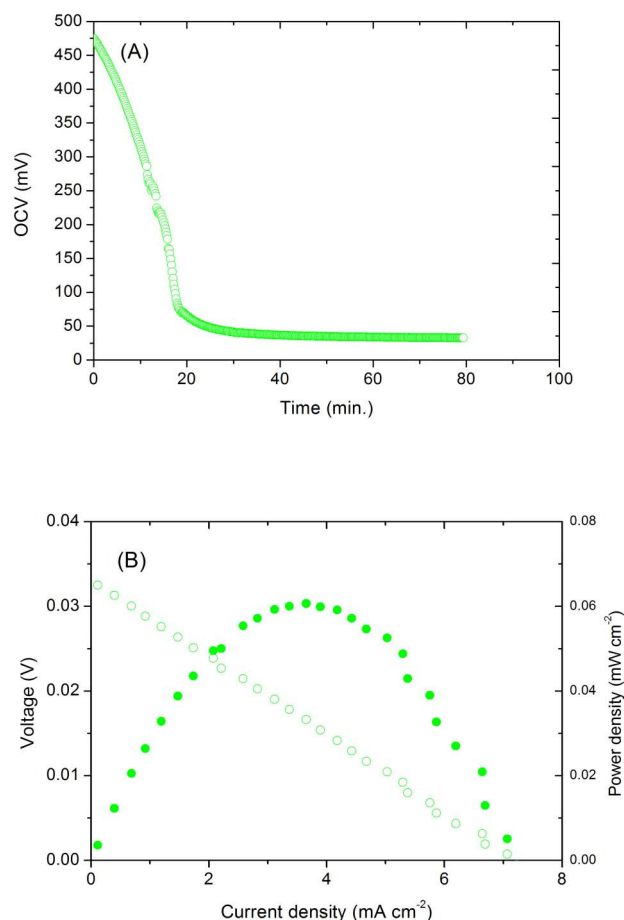 500
450
400
350
300
250
200
150
100
50
0
(A)
OCV (mV)
0 20 40 60 80 100
Time (min.)
0.04
0.03
0.02
0.01
0.00
(B)
Voltage (V)
0.08
0.06
0.04
0.02
0.00
Power density (mW cm⁻²)
0 2 4 6 8
Current density (mA cm⁻²)